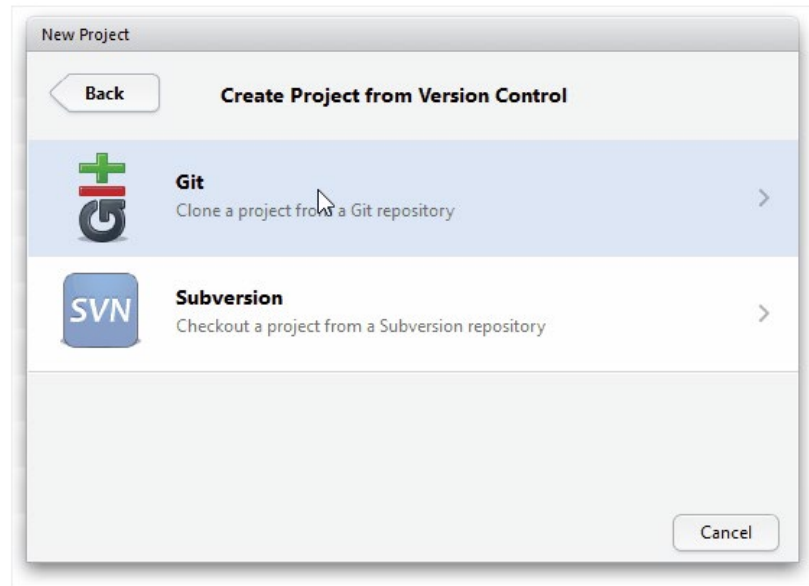 New Project
Back
Create Project from Version Control
Git
Clone a project from a Git repository
SVN
Subversion
Checkout a project from a Subversion repository
Cancel